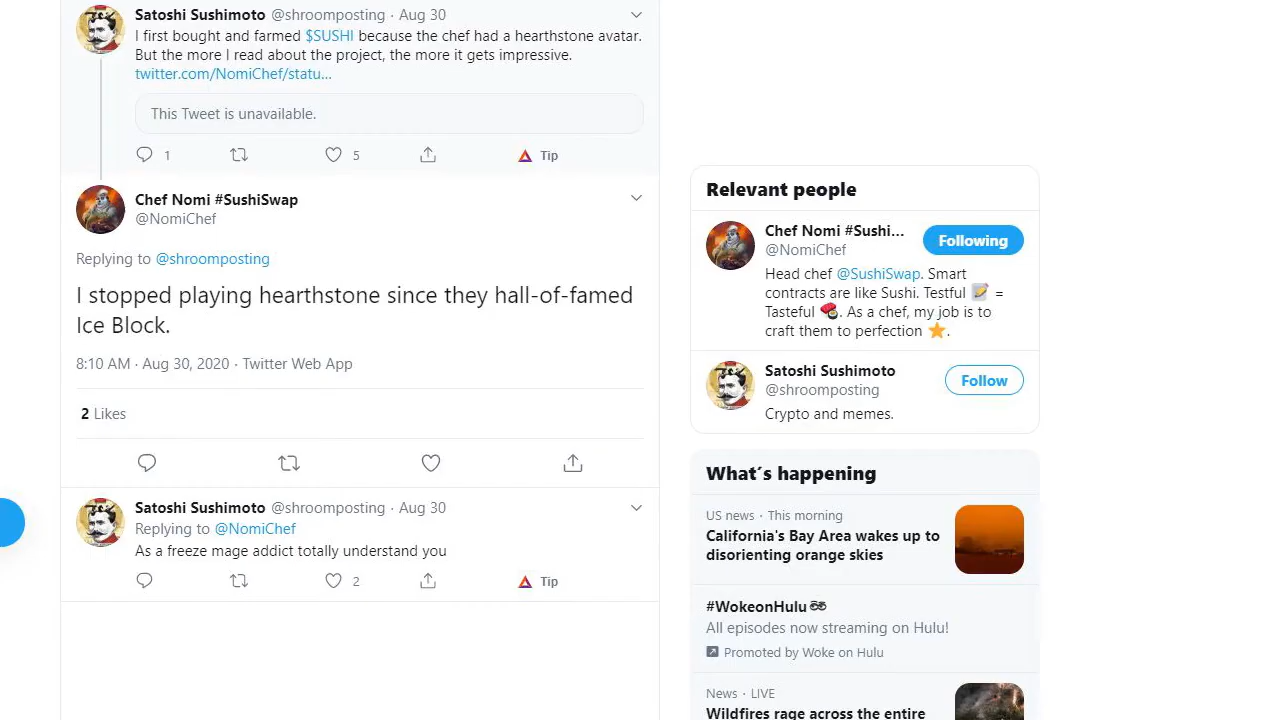 Satoshi Sushimoto @shroomposting · Aug 30
I first bought and farmed $SUSHI because the chef had a hearthstone avatar.
But the more I read about the project, the more it gets impressive.
twitter.com/NomiChef/statu...
This Tweet is unavailable.
1 5 Tip
Chef Nomi #SushiSwap
@NomiChef
Replying to @shroomposting
I stopped playing hearthstone since they hall-of-famed
Ice Block.
8:10 AM · Aug 30, 2020 · Twitter Web App
2 Likes
Satoshi Sushimoto @shroomposting · Aug 30
Replying to @NomiChef
As a freeze mage addict totally understand you
2 Tip
Relevant people
Chef Nomi #Sushi...
@NomiChef
Following
Head chef @SushiSwap. Smart
contracts are like Sushi. Testful 📝 =
Tasteful 🍣. As a chef, my job is to
craft them to perfection ⭐.
Satoshi Sushimoto
@shroomposting
Follow
Crypto and memes.
What's happening
US news · This morning
California's Bay Area wakes up to
disorienting orange skies
#WokeonHulu
All episodes now streaming on Hulu!
Promoted by Woke on Hulu
News · LIVE
Wildfires rage across the entire